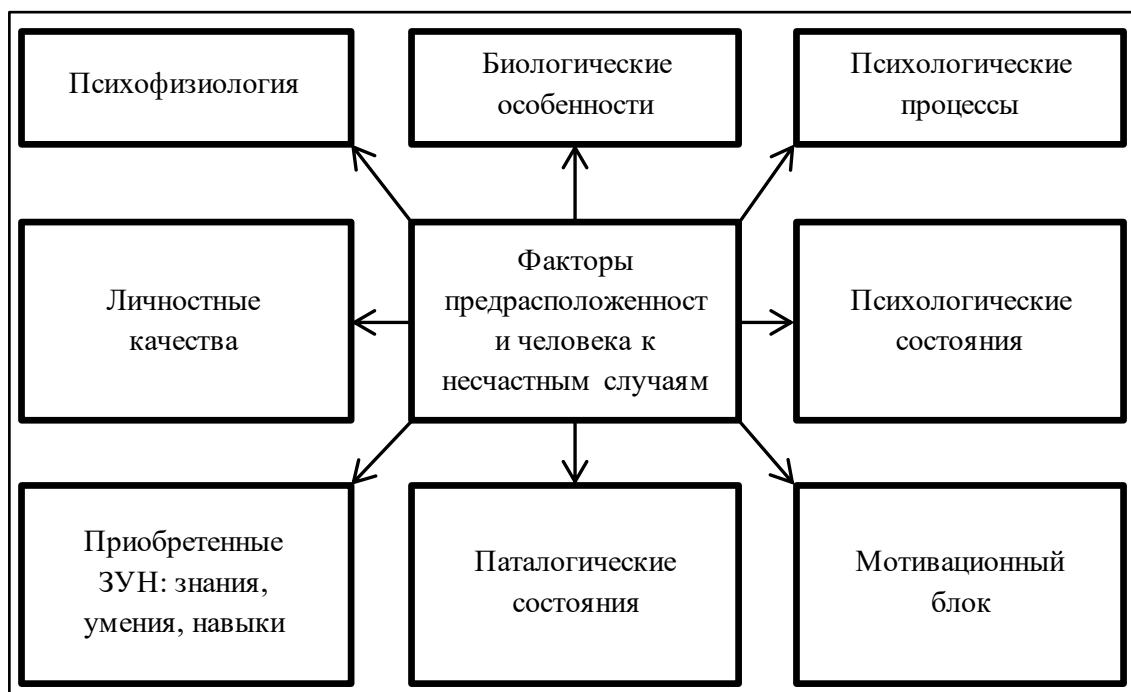 Психофизиология
Биологические
особенности
Психологические
процессы
Личностные
качества
Факторы
предрасположенност
и человека к
несчастным случаям
Психологические
состояния
Приобретенные
ЗУН: знания,
умения, навыки
Паталогические
состояния
Мотивационный
блок